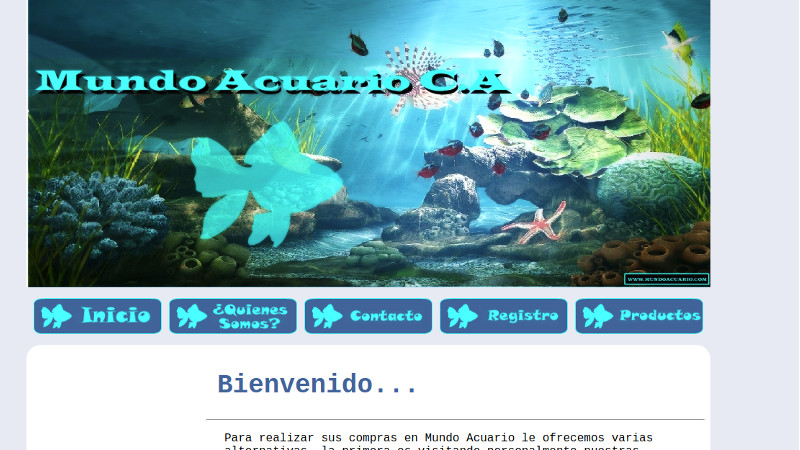 Mundo Acuario C.A
WWW.MUNDOACUARIO.COM
Inicio
¿Quienes
Somos?
Contacto
Registro
Productos
Bienvenido...
Para realizar sus compras en Mundo Acuario le ofrecemos varias
alternativas, la primera es visitando personalmente nuestras